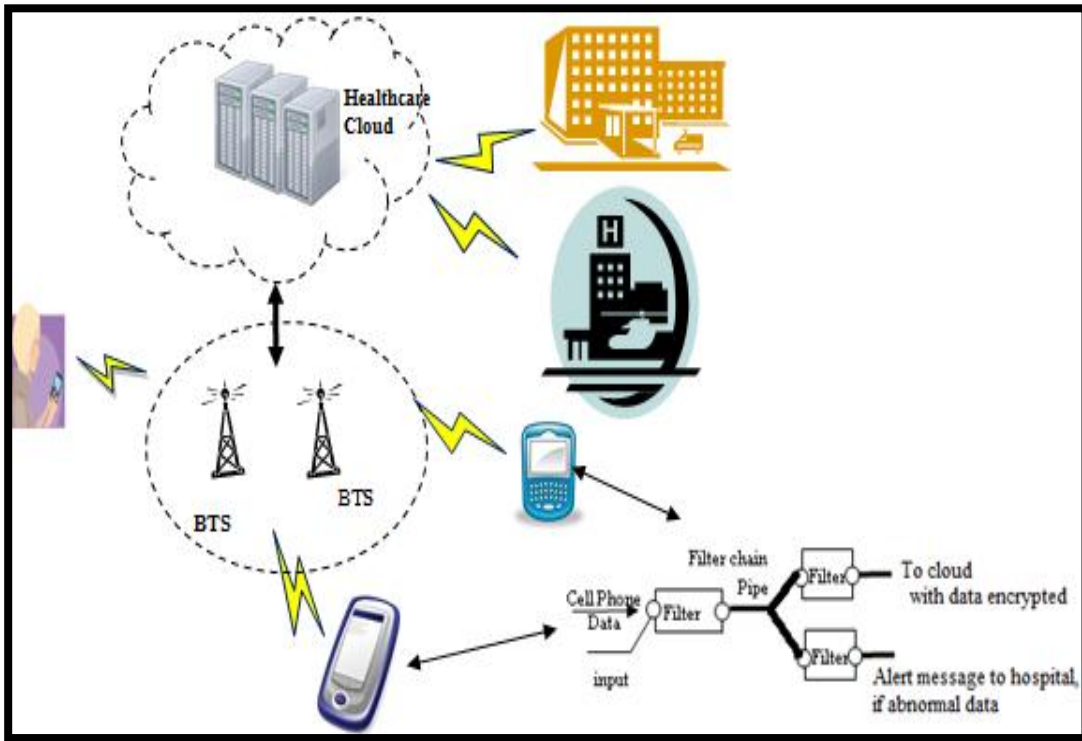 Healthcare
Cloud
H
BTS
BTS
Filter chain
Pipe
Cell Phone
Data
input
Filter
Filter
To cloud
with data encrypted
Filter
Alert message to hospital,
if abnormal data